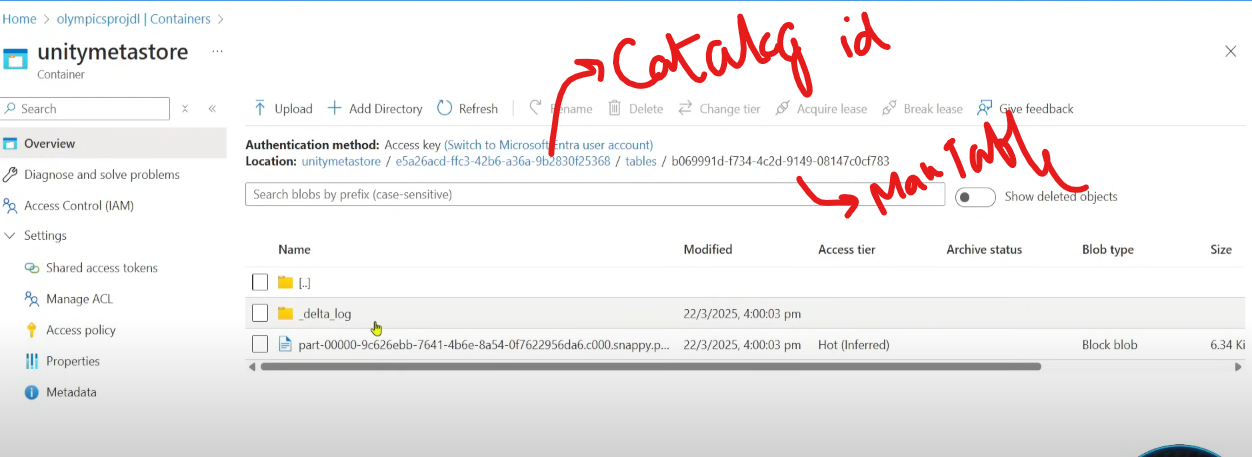 Home > olympicsprojdl | Containers >
unitymetastore ...
Container
Catalog id
Search
Upload Add Directory Refresh Rename Delete Change tier Acquire lease Break lease Give feedback
Overview
Diagnose and solve problems
Access Control (IAM)
Settings
Shared access tokens
Manage ACL
Access policy
Properties
Metadata
Authentication method: Access key (Switch to Microsoft Entra user account)
Location: unitymetastore / e5a26acd-ffc3-42b6-a36a-9b2830f25368 / tables / b069991d-f734-4c2d-9149-08147c0cf783
Man Table
Search blobs by prefix (case-sensitive)
Show deleted objects
Name Modified Access tier Archive status Blob type Size
[..]
_delta_log 22/3/2025, 4:00:03 pm
part-00000-9c626ebb-7641-4b6e-8a54-0f7622956da6.c000.snappy.p... 22/3/2025, 4:00:03 pm Hot (Inferred) Block blob 6.34 Ki